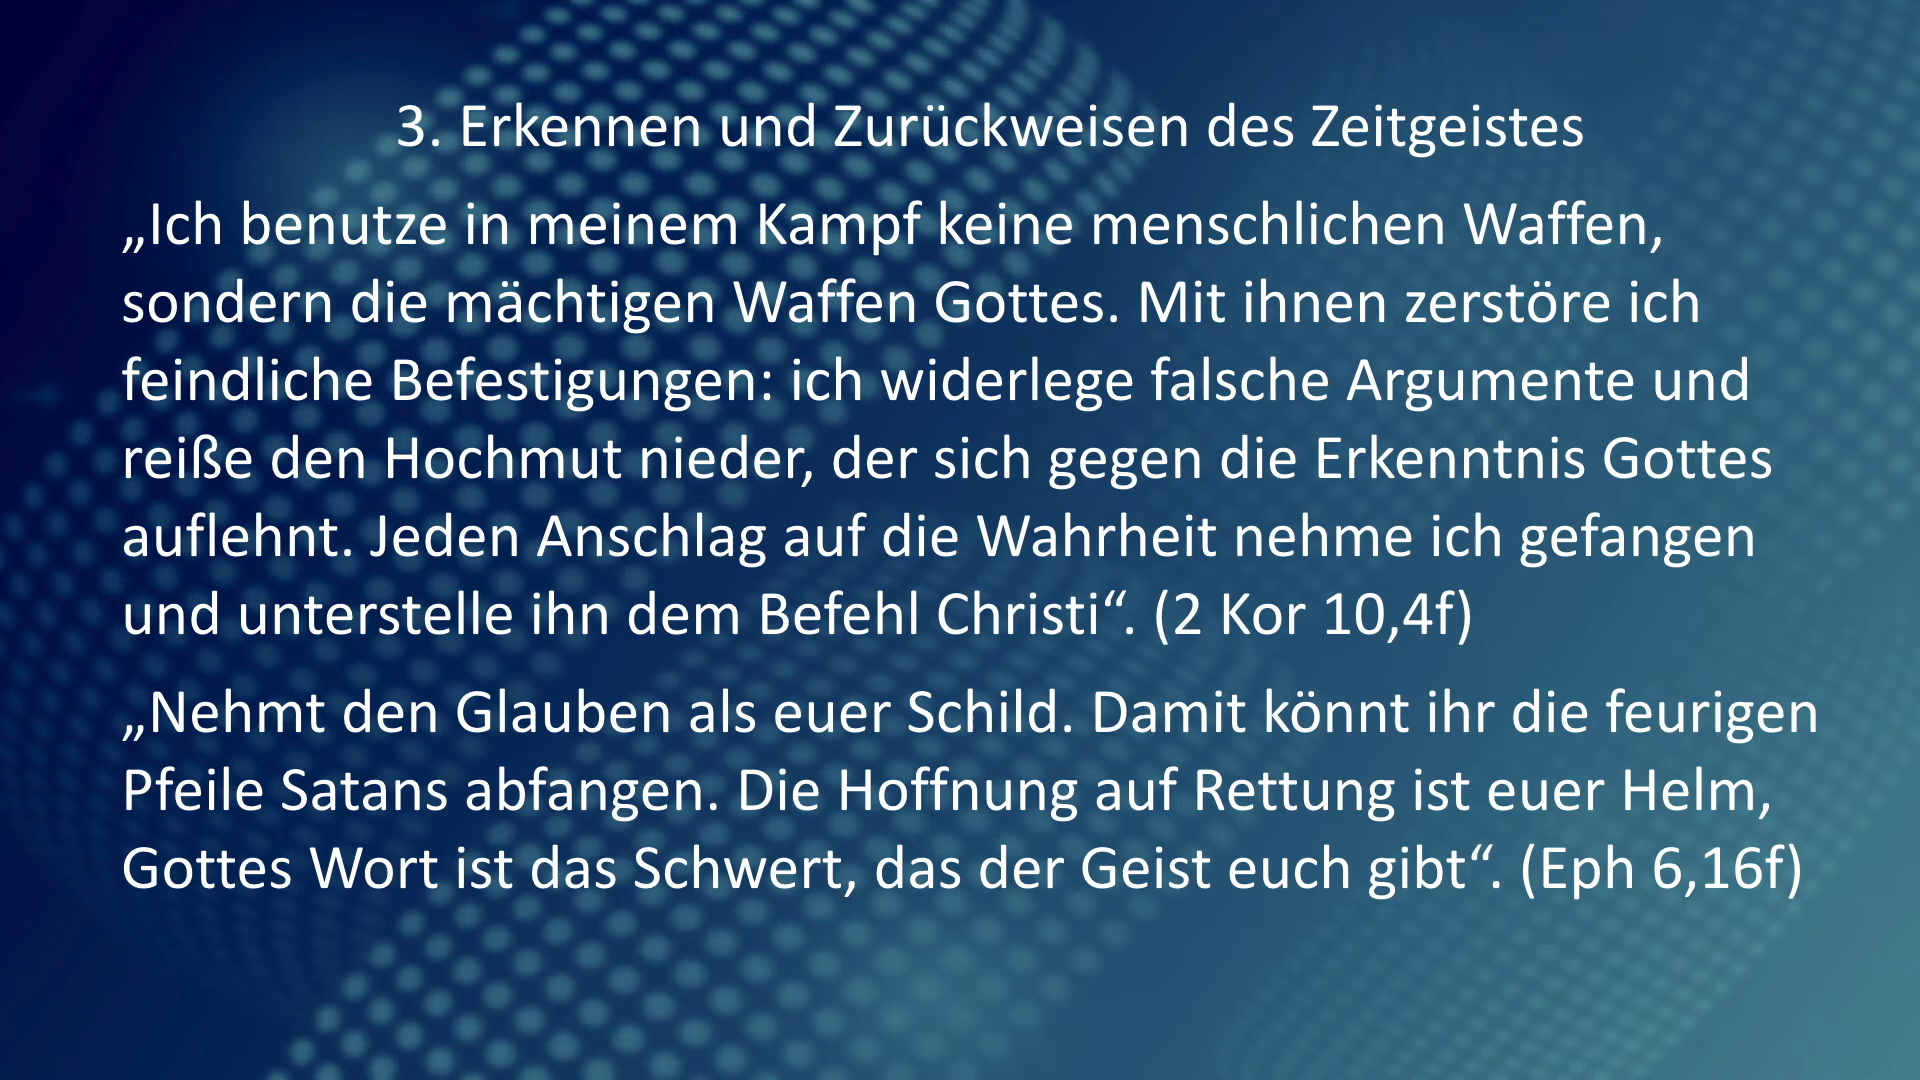 3. Erkennen und Zurückweisen des Zeitgeistes
„Ich benutze in meinem Kampf keine menschlichen Waffen,
sondern die mächtigen Waffen Gottes. Mit ihnen zerstöre ich
feindliche Befestigungen: ich widerlege falsche Argumente und
reiße den Hochmut nieder, der sich gegen die Erkenntnis Gottes
auflehnt. Jeden Anschlag auf die Wahrheit nehme ich gefangen
und unterstelle ihn dem Befehl Christi“. (2 Kor 10,4f)
„Nehmt den Glauben als euer Schild. Damit könnt ihr die feurigen
Pfeile Satans abfangen. Die Hoffnung auf Rettung ist euer Helm,
Gottes Wort ist das Schwert, das der Geist euch gibt“. (Eph 6,16f)